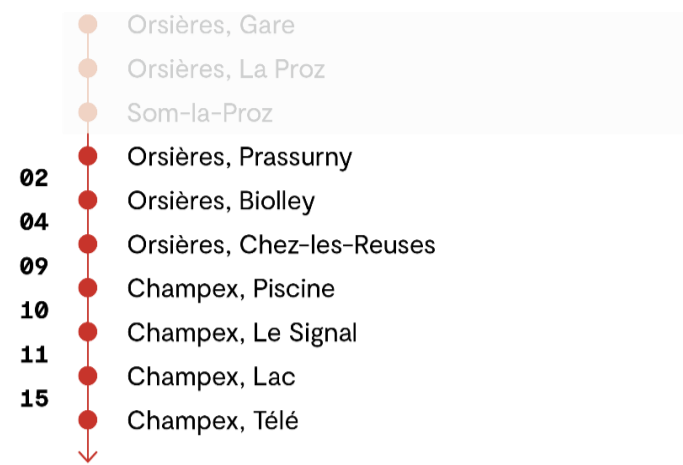 Orsières, Gare
Orsières, La Proz
Som-la-Proz
Orsières, Prassurny
02
Orsières, Biolley
04
Orsières, Chez-les-Reuses
09
Champex, Piscine
10
Champex, Le Signal
11
Champex, Lac
15
Champex, Télé